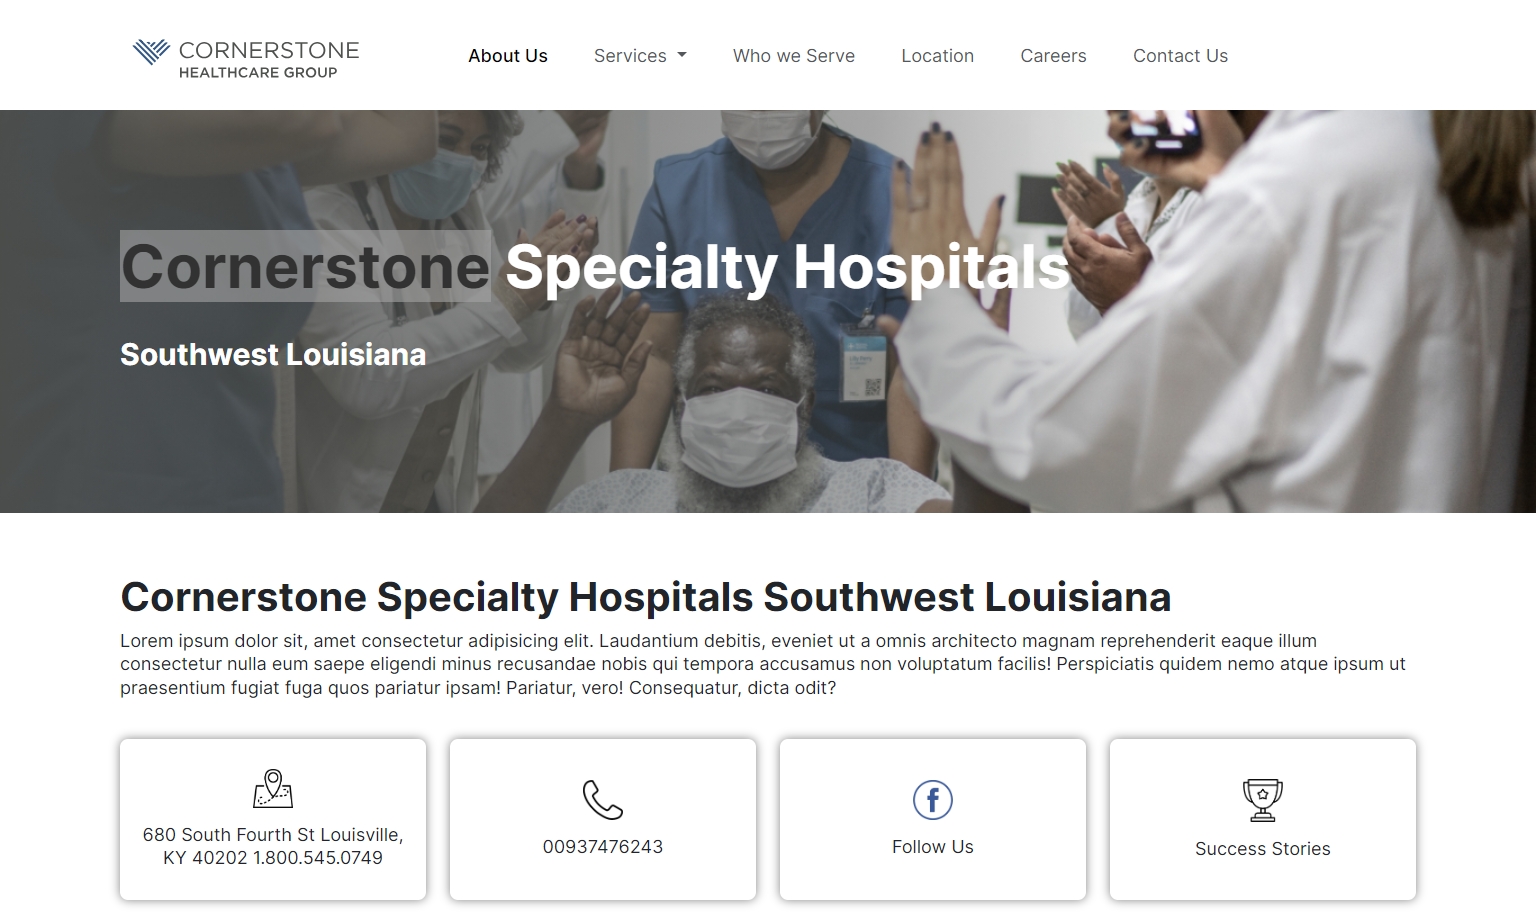 CORNERSTONE
HEALTHCARE GROUP
About Us
Services
Who we Serve
Location
Careers
Contact Us
Cornerstone Specialty Hospitals
Southwest Louisiana
Cornerstone Specialty Hospitals Southwest Louisiana
Lorem ipsum dolor sit, amet consectetur adipisicing elit. Laudantium debitis, eveniet ut a omnis architecto magnam reprehenderit eaque illum
consectetur nulla eum saepe eligendi minus recusandae nobis qui tempora accusamus non voluptatum facilis! Perspiciatis quidem nemo atque ipsum ut
praesentium fugiat fuga quos pariatur ipsam! Pariatur, vero! Consequatur, dicta odit?
680 South Fourth St Louisville,
KY 40202 1.800.545.0749
00937476243
Follow Us
Success Stories